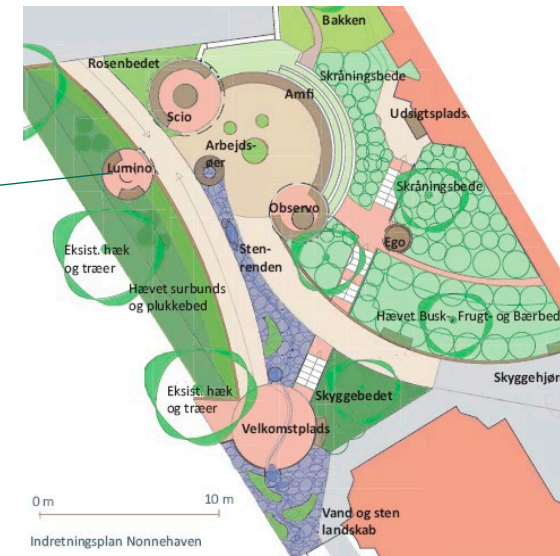 Bakken
Rosenbedet
Skråningsbede
Amfi
Udsigtsplads
Scio
Arbejds-
øer
Lumino
Skråningsbede
Observo
Ego
Eksist. hæk
og træer
Sten-
renden
Hævet surbunds
og plukkebed
Hævet Busk-, Frugt- og Bærbed
Skyggehjør
Eksist. hæk
og træer
Skyggebedet
Velkomstplads
0 m
10 m
Vand og sten
landskab
Indretningsplan Nonnehaven